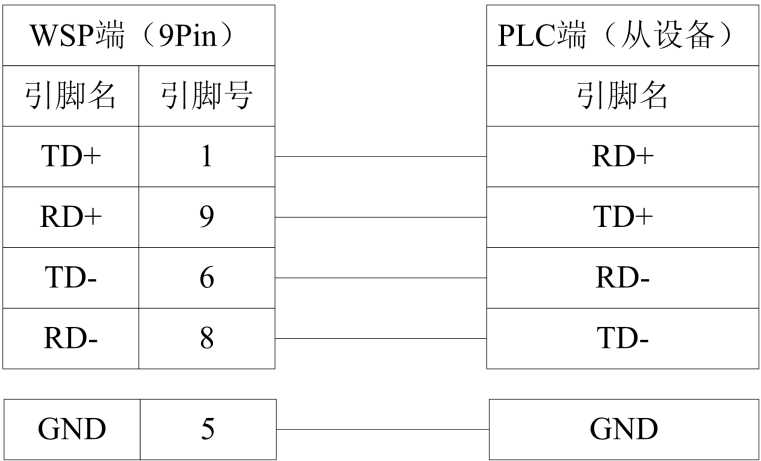 WSP端（9Pin） PLC端（从设备）
引脚名 引脚号 引脚名
TD+ 1 RD+
RD+ 9 TD+
TD- 6 RD-
RD- 8 TD-
GND 5 GND